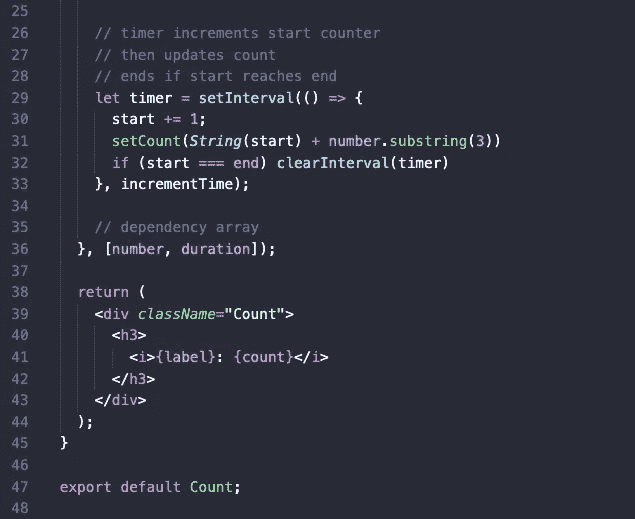 25
26 // timer increments start counter
27 // then updates count
28 // ends if start reaches end
29 let timer = setInterval(() => {
30 start += 1;
31 setCount(String(start) + number.substring(3))
32 if (start === end) clearInterval(timer)
33 }, incrementTime);
34
35 // dependency array
36 }, [number, duration]);
37
38 return (
39 <div className="Count">
40 <h3>
41 <i>{label}: {count}</i>
42 </h3>
43 </div>
44 );
45 }
46
47 export default Count;
48